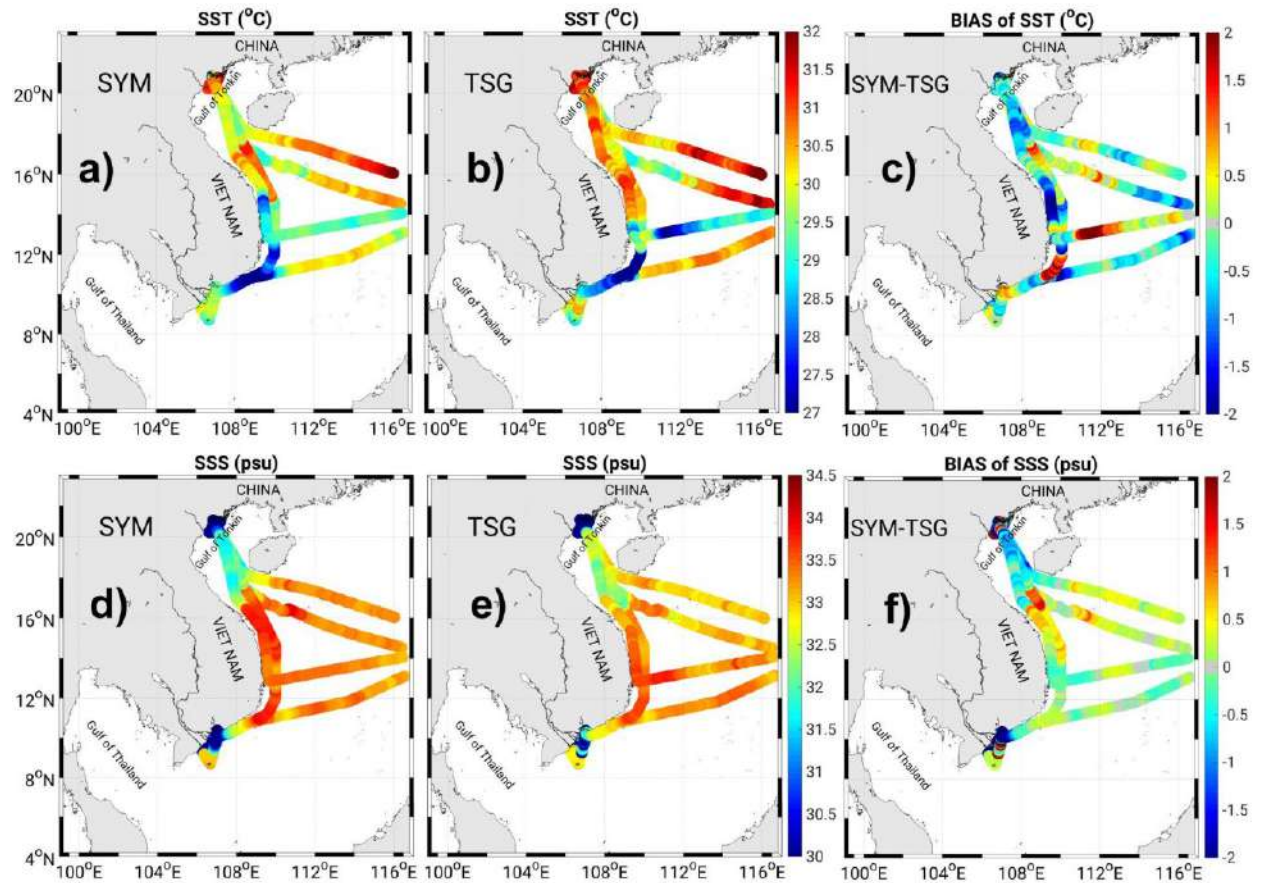 SST (°C)
SST (°C)
BIAS of SST (°C)
CHINA
SYM
Gulf of Tonkin
a)
VIET NAM
Gulf of Thailand
20°N
16°N
12°N
8°N
4°N
100°E
104°E
108°E
112°E
116°E
CHINA
TSG
Gulf of Tonkin
b)
VIET NAM
Gulf of Thailand
100°E
104°E
108°E
112°E
116°E
32
31.5
31
30.5
30
29.5
29
28.5
28
27.5
27
CHINA
SYM-TSG
Gulf of Tonkin
c)
VIET NAM
Gulf of Thailand
100°E
104°E
108°E
112°E
116°E
2
1.5
1
0.5
0
-0.5
-1
-1.5
-2
SSS (psu)
SSS (psu)
BIAS of SSS (psu)
CHINA
SYM
Gulf of Tonkin
d)
VIET NAM
Gulf of Thailand
20°N
16°N
12°N
8°N
4°N
100°E
104°E
108°E
112°E
116°E
CHINA
TSG
Gulf of Tonkin
e)
VIET NAM
Gulf of Thailand
100°E
104°E
108°E
112°E
116°E
34.5
34
33.5
33
32.5
32
31.5
31
30.5
30
CHINA
SYM-TSG
Gulf of Tonkin
f)
VIET NAM
Gulf of Thailand
100°E
104°E
108°E
112°E
116°E
2
1.5
1
0.5
0
-0.5
-1
-1.5
-2